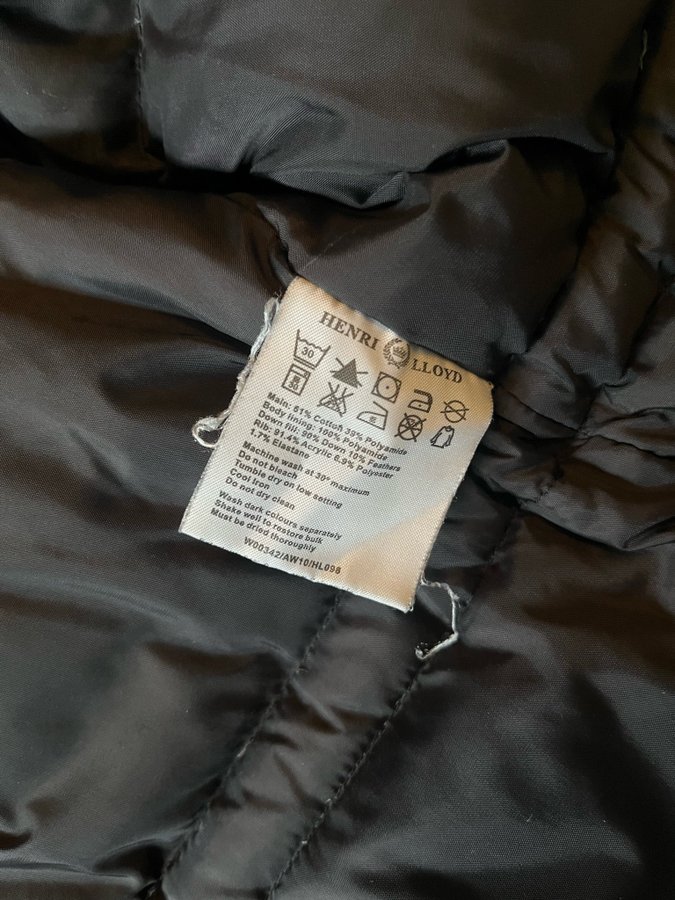 HENRI LLOYD
30
30
Main: 61% Cotton 39% Polyamide
Body lining: 100% Polyamide
Down fill: 90% Down 10% Feathers
Rib: 91.4% Acrylic 6.9% Polyester
1.7% Elastane
Machine wash at 30° maximum
Do not bleach
Tumble dry on low setting
Cool iron
Do not dry clean
Wash dark colours separately
Shake well to restore bulk
Must be dried thoroughly
W00342/AW10/HL098